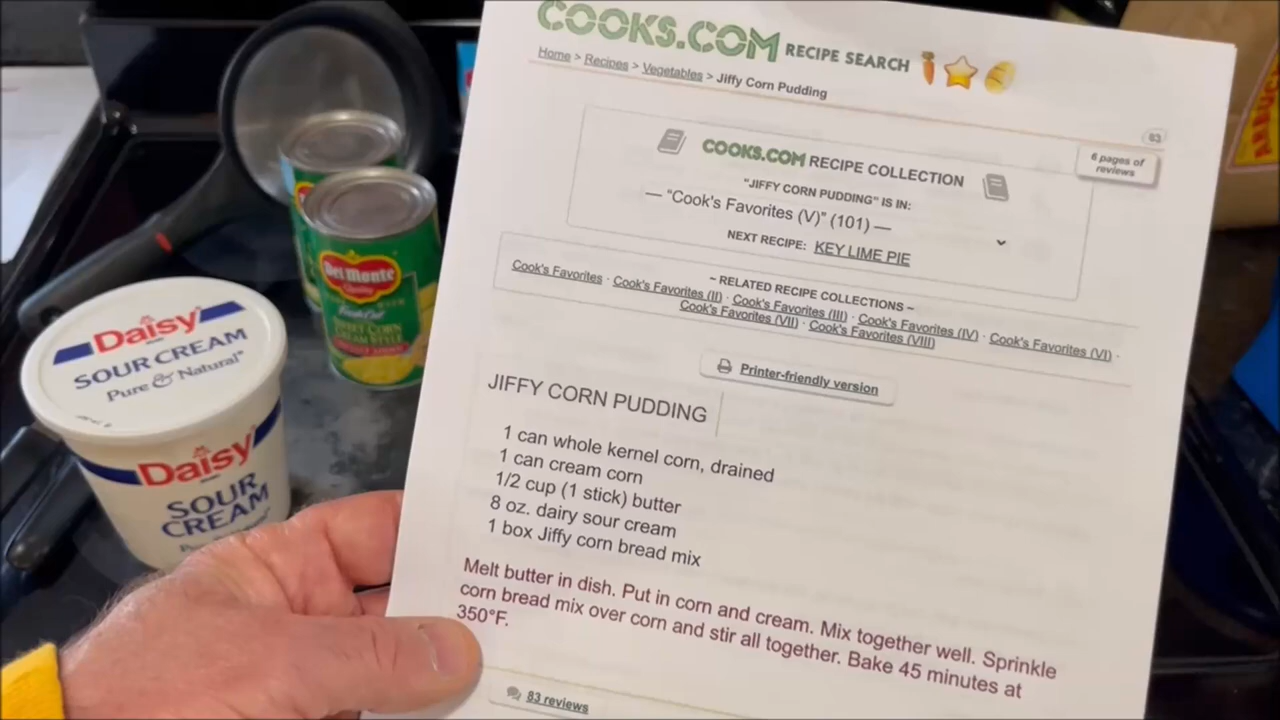 COOKS.COM RECIPE SEARCH
Home > Recipes > Vegetables > Jiffy Corn Pudding
83
6 pages of
reviews
COOKS.COM RECIPE COLLECTION
"JIFFY CORN PUDDING" IS IN:
— "Cook's Favorites (V)" (101) —
NEXT RECIPE: KEY LIME PIE
~ RELATED RECIPE COLLECTIONS ~
Cook's Favorites · Cook's Favorites (II) · Cook's Favorites (III) · Cook's Favorites (IV) · Cook's Favorites (VI) ·
Cook's Favorites (VII) · Cook's Favorites (VIII)
Printer-friendly version
JIFFY CORN PUDDING
1 can whole kernel corn, drained
1 can cream corn
1/2 cup (1 stick) butter
8 oz. dairy sour cream
1 box Jiffy corn bread mix
Melt butter in dish. Put in corn and cream. Mix together well. Sprinkle
corn bread mix over corn and stir all together. Bake 45 minutes at
350°F.
83 reviews
Daisy
SOUR CREAM
Pure & Natural
Daisy
SOUR
CREAM
Del Monte
Quality
SWEET CORN
CREAM STYLE